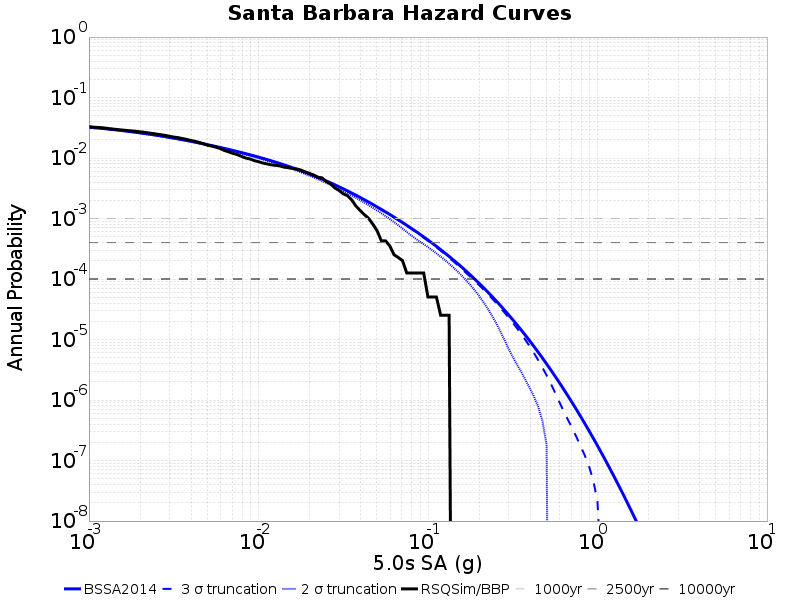 Santa Barbara Hazard Curves
Annual Probability
10^0
10^-1
10^-2
10^-3
10^-4
10^-5
10^-6
10^-7
10^-8
10^-3 10^-2 10^-1 10^0 10^1
5.0s SA (g)
BSSA2014 3 σ truncation 2 σ truncation RSQSim/BBP 1000yr 2500yr 10000yr